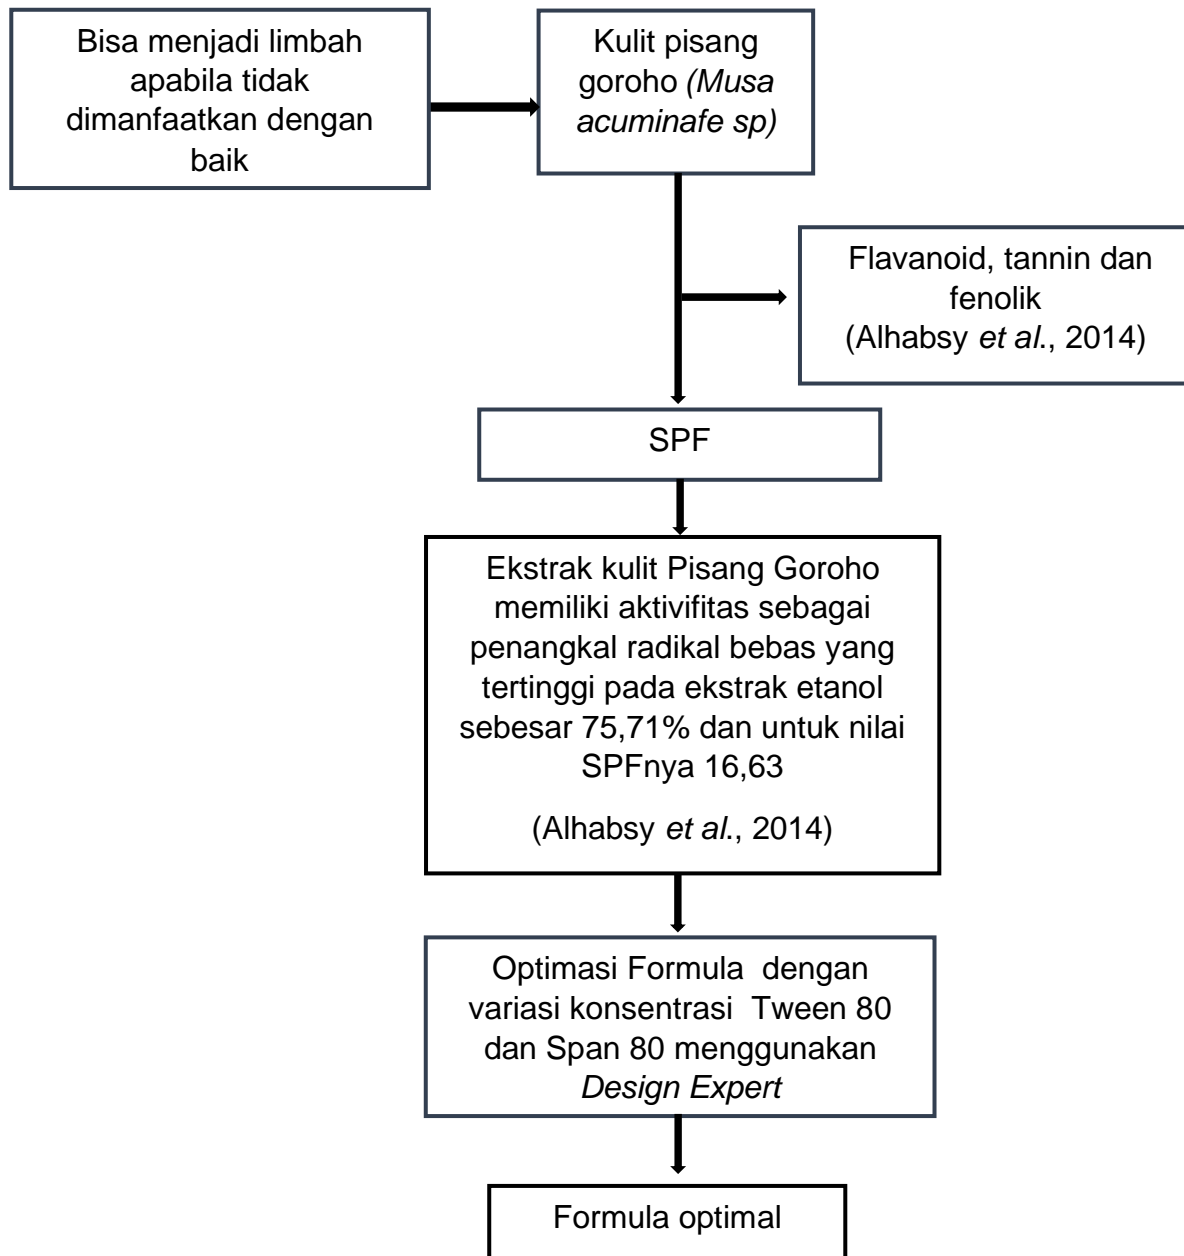 Bisa menjadi limbah
apabila tidak
dimanfaatkan dengan
baik
Kulit pisang
goroho (Musa
acuminafe sp)
Flavanoid, tannin dan
fenolik
(Alhabsy et al., 2014)
SPF
Ekstrak kulit Pisang Goroho
memiliki aktivifitas sebagai
penangkal radikal bebas yang
tertinggi pada ekstrak etanol
sebesar 75,71% dan untuk nilai
SPFnya 16,63
(Alhabsy et al., 2014)
Optimasi Formula dengan
variasi konsentrasi Tween 80
dan Span 80 menggunakan
Design Expert
Formula optimal